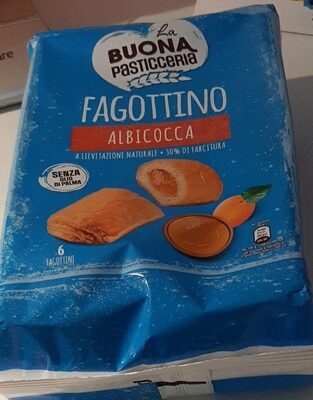 La
BUONA
PASTICCERIA
FAGOTTINO
ALBICOCCA
A LIEVITAZIONE NATURALE • 30% DI FARCITURA
SENZA
OLIO
DI PALMA
6
FAGOTTINI